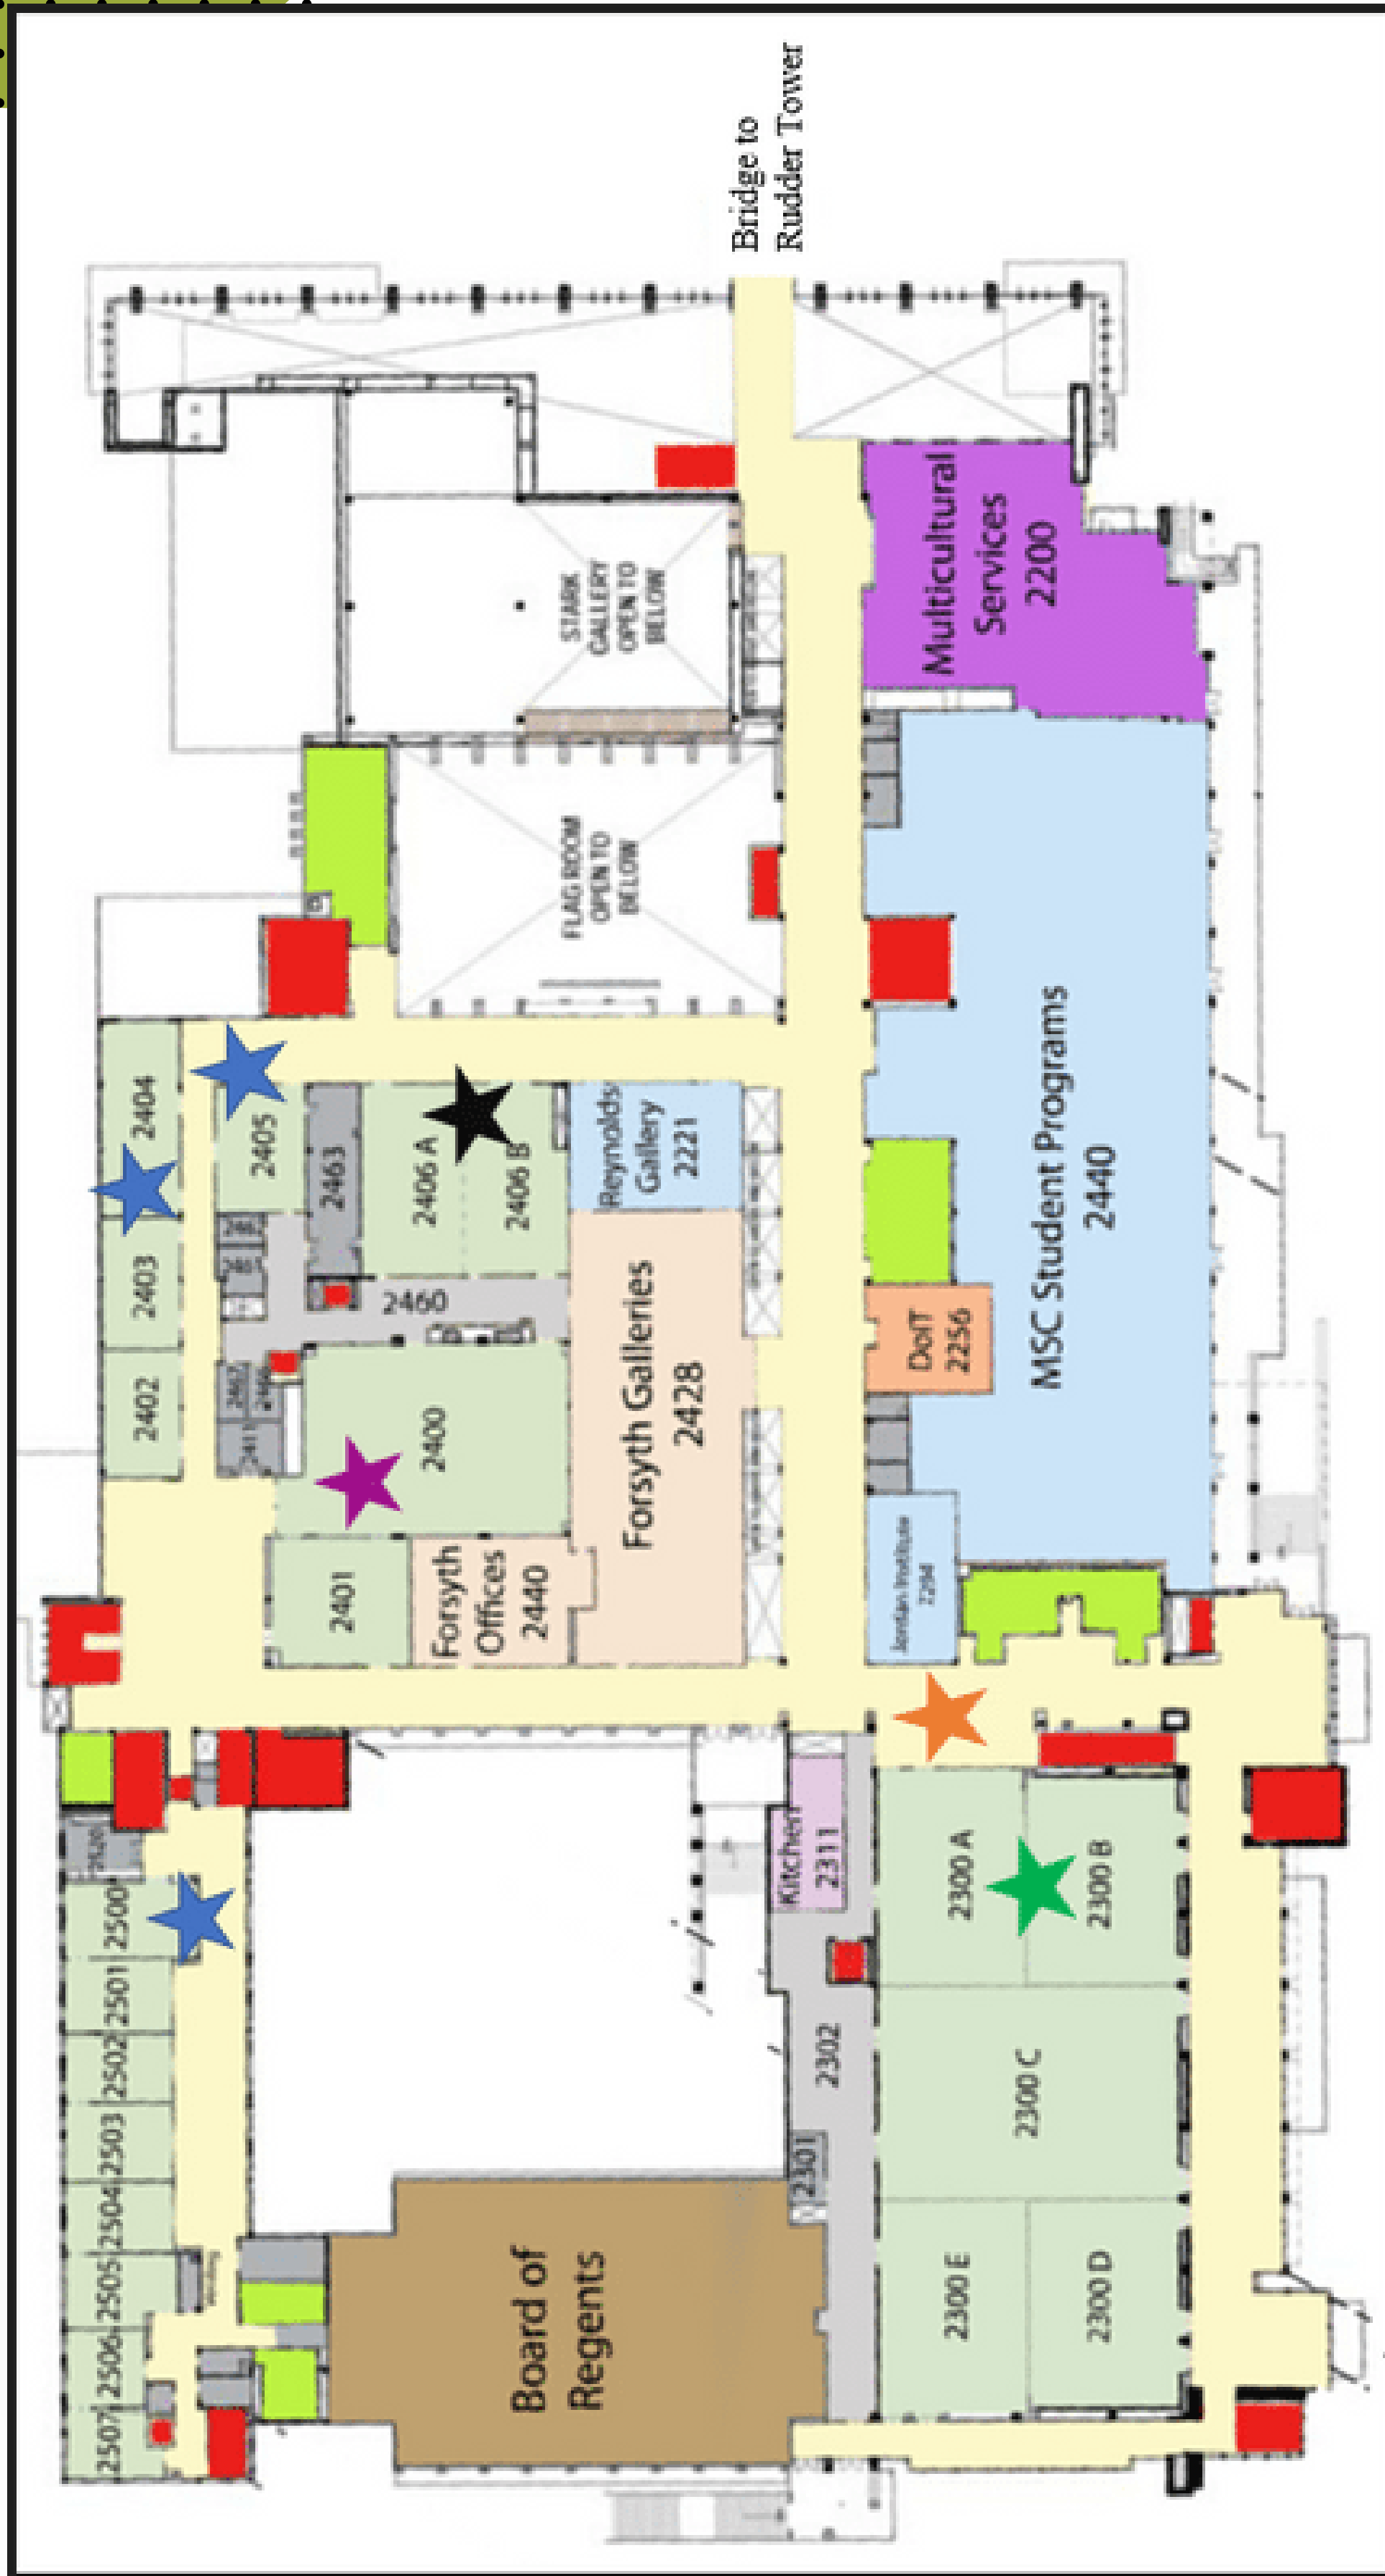 2507
2506
2505
2504
2503
2502
2501
2500
2402
2403
2404
2405
2463
2460
2406 A
2406 B
2400
2401
Forsyth
Offices
2440
Forsyth Galleries
2428
Reynolds
Gallery
2221
FLAG ROOM
OPEN TO
BELOW
STARK
GALLERY
OPEN TO
BELOW
Bridge to
Rudder Tower
Board of
Regents
2301
2302
Kitchen
2311
2300 A
2300 B
2300 C
2300 E
2300 D
Jordan Institute
DoIT
2256
MSC Student Programs
2440
Multicultural
Services
2200